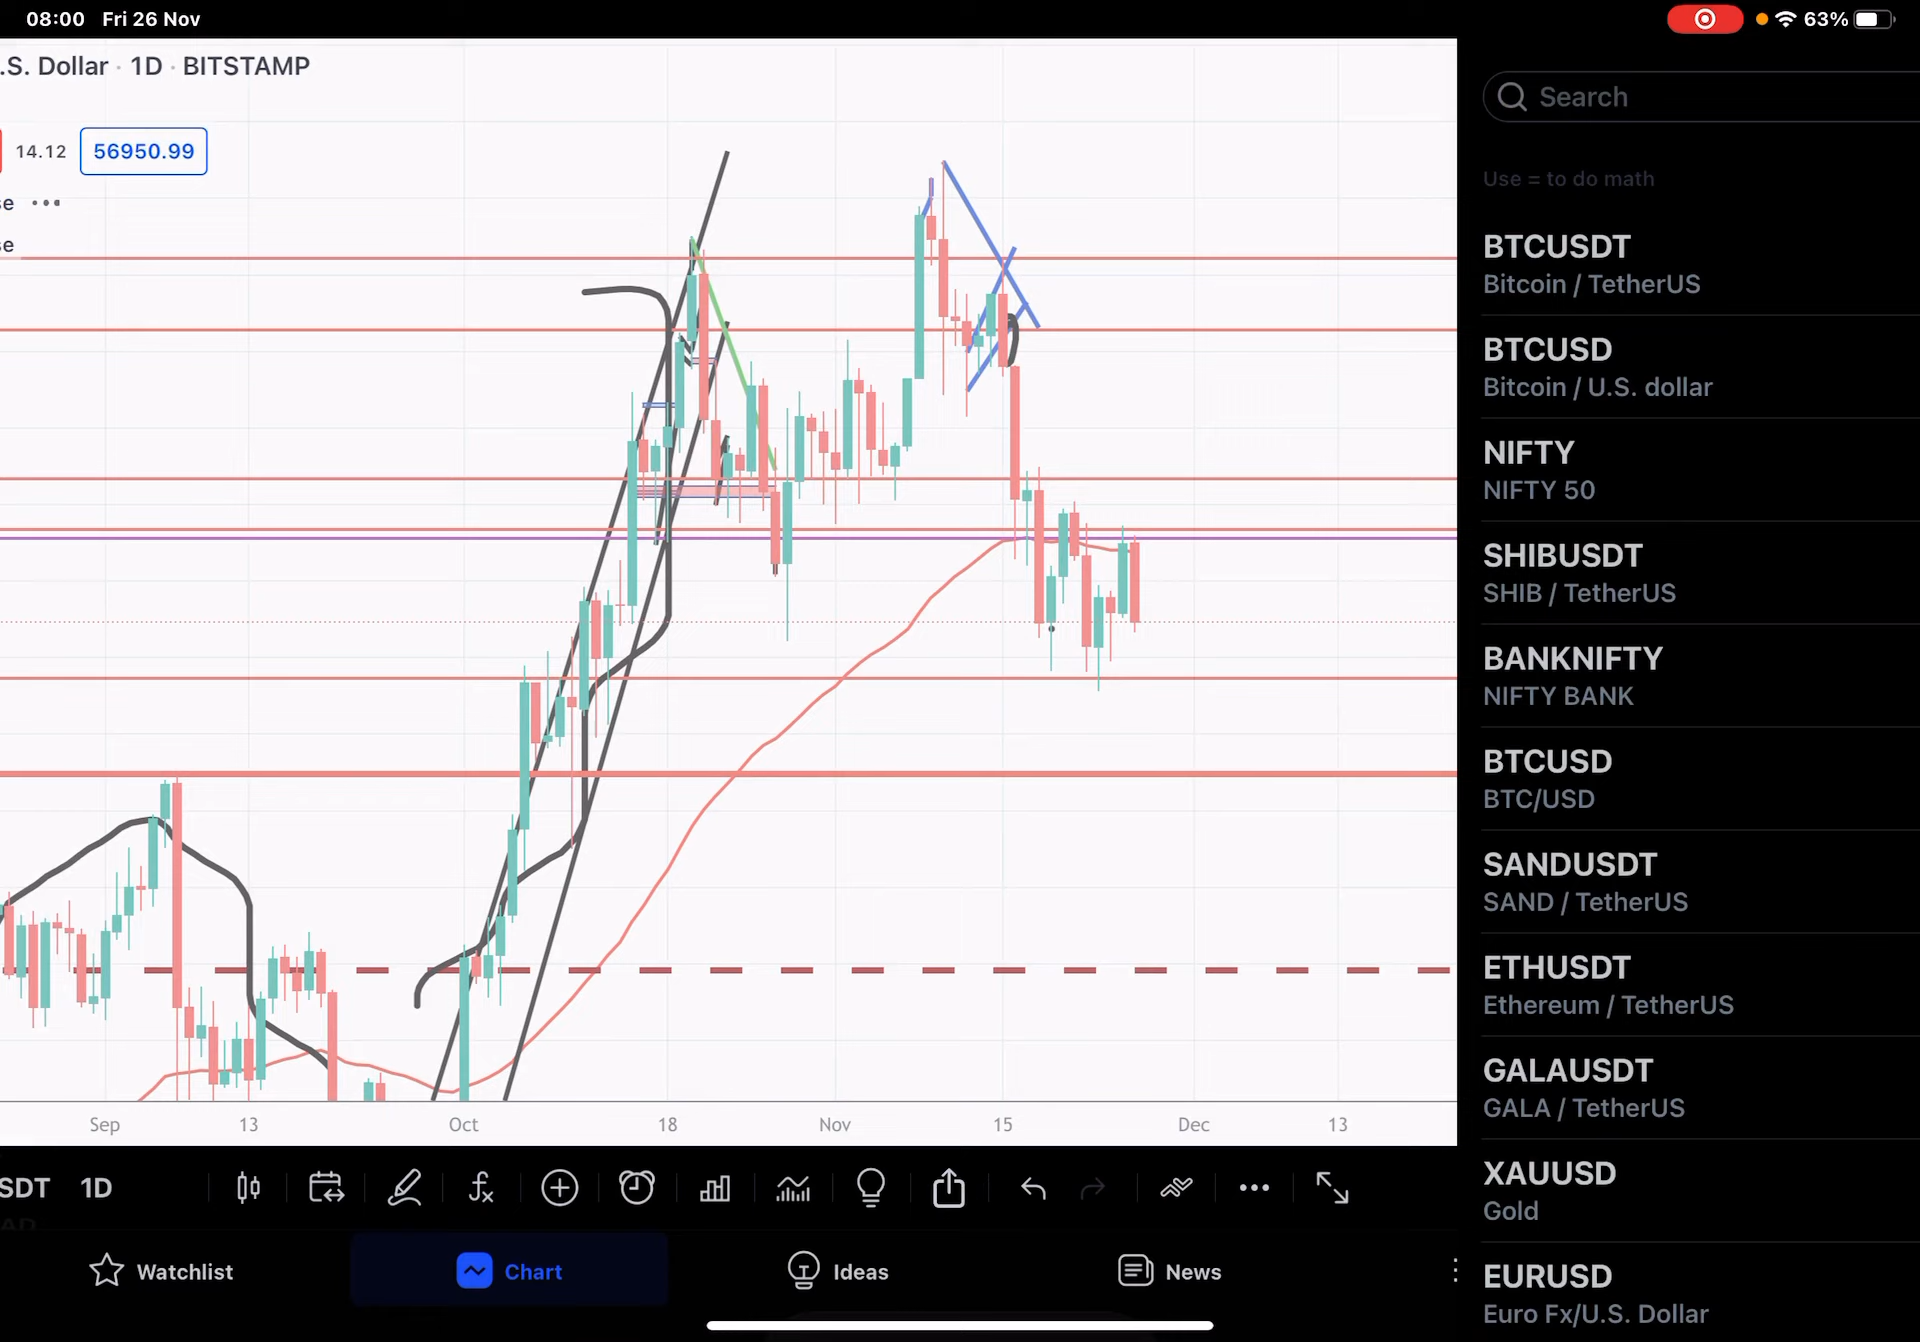 08:00 Fri 26 Nov
63%
.S. Dollar · 1D · BITSTAMP
14.12 56950.99
se •••
se
Search
Use = to do math
BTCUSDT
Bitcoin / TetherUS
BTCUSD
Bitcoin / U.S. dollar
NIFTY
NIFTY 50
SHIBUSDT
SHIB / TetherUS
BANKNIFTY
NIFTY BANK
BTCUSD
BTC/USD
SANDUSDT
SAND / TetherUS
ETHUSDT
Ethereum / TetherUS
GALAUSDT
GALA / TetherUS
XAUUSD
Gold
EURUSD
Euro Fx/U.S. Dollar
Sep 13 Oct 18 Nov 15 Dec 13
SDT 1D
Watchlist Chart Ideas News